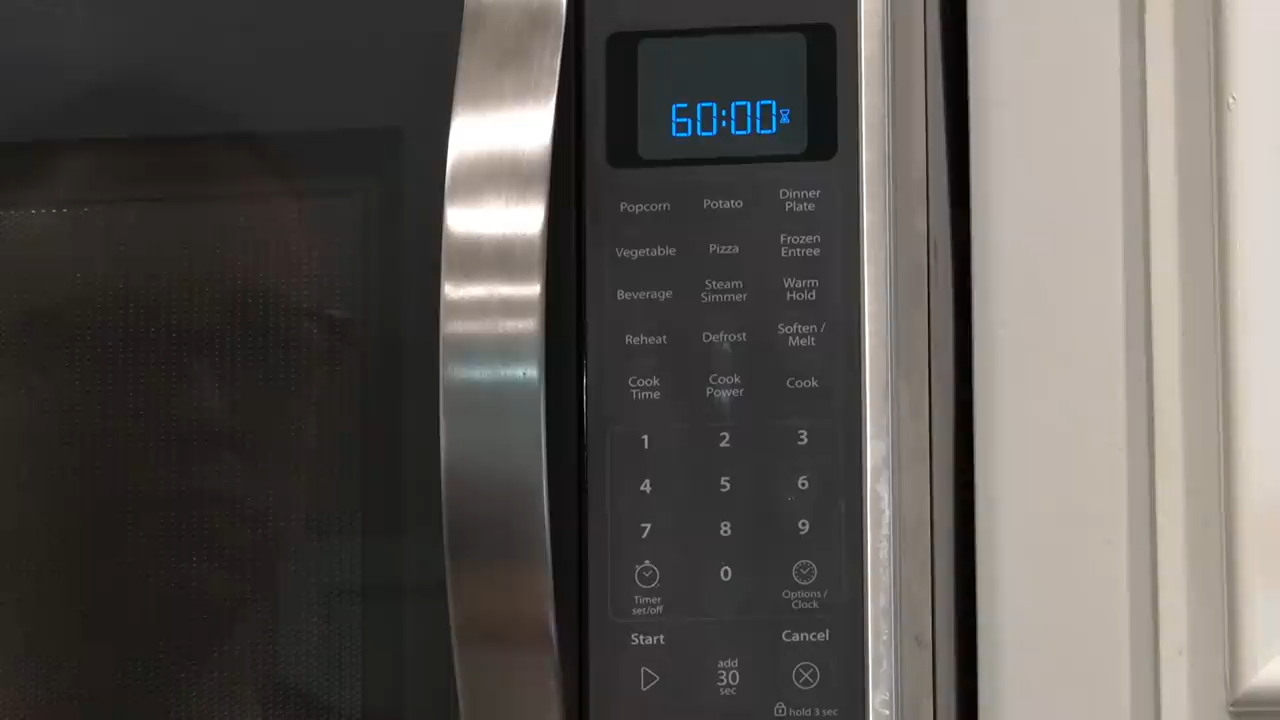 60:00
Popcorn Potato Dinner Plate
Vegetable Pizza Frozen Entree
Beverage Steam Simmer Warm Hold
Reheat Defrost Soften / Melt
Cook Time Cook Power Cook
1 2 3
4 5 6
7 8 9
0
Timer set/off Options / Clock
Start Cancel
add 30 sec
hold 3 sec